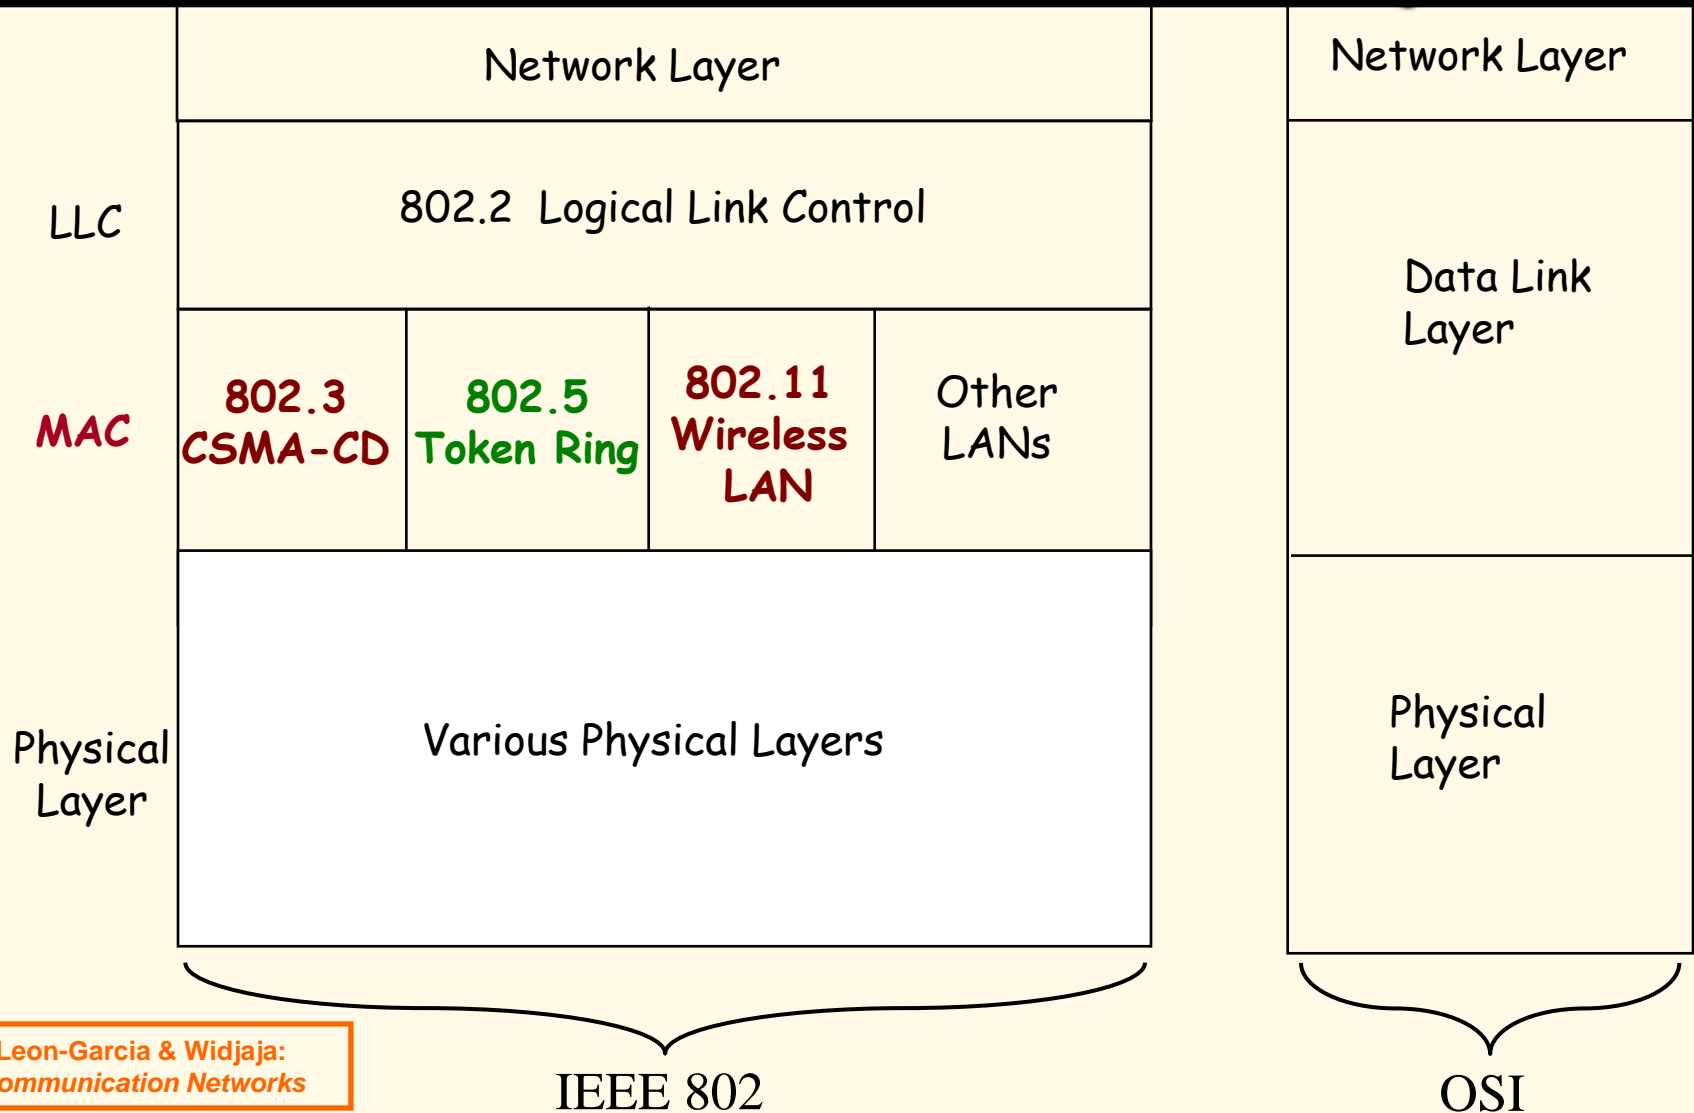 Network Layer
Network Layer
LLC
802.2 Logical Link Control
Data Link
Layer
MAC
802.3
CSMA-CD
802.5
Token Ring
802.11
Wireless
LAN
Other
LANs
Physical
Layer
Various Physical Layers
Physical
Layer
Leon-Garcia & Widjaja:
ommunication Networks
IEEE 802
OSI